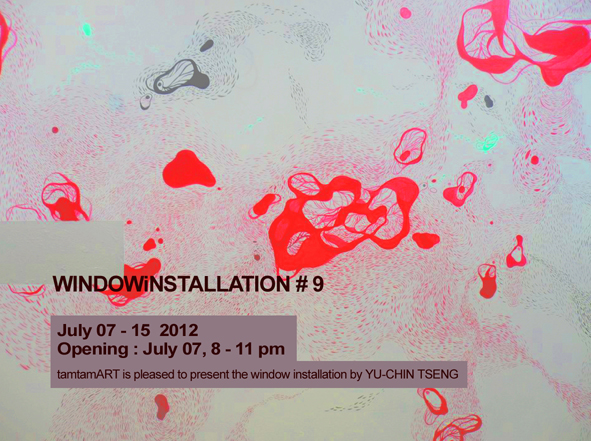 WINDOWiNSTALLATION # 9
July 07 - 15 2012
Opening : July 07, 8 - 11 pm
tamtamART is pleased to present the window installation by YU-CHIN TSENG